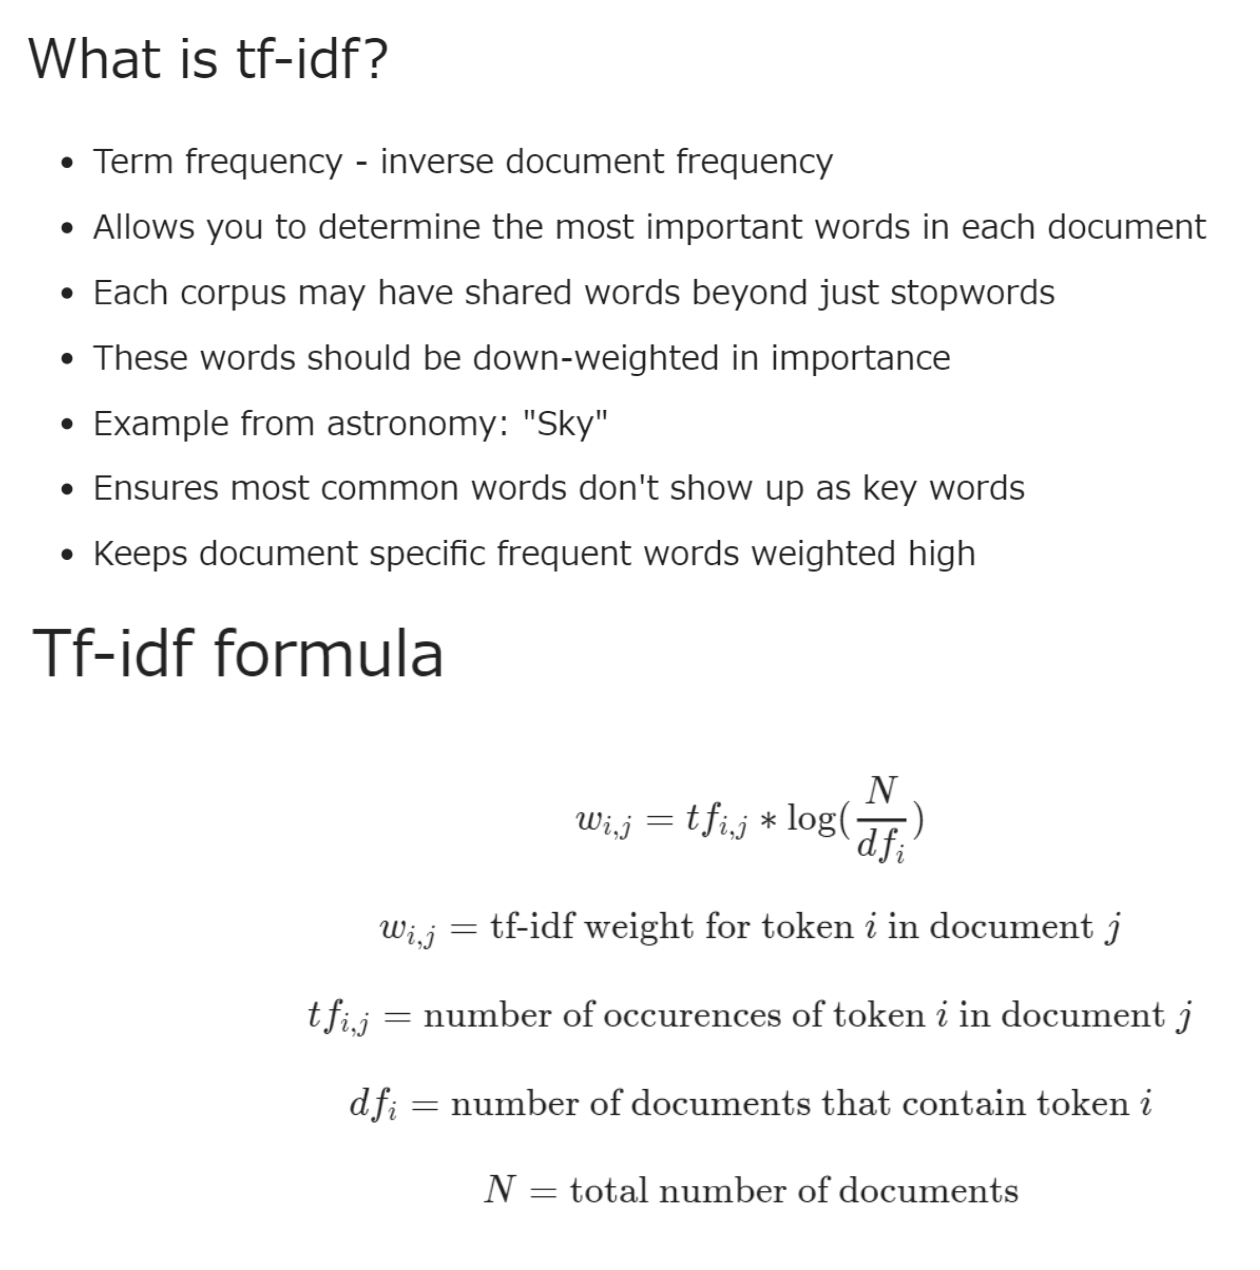 What is tf-idf?
• Term frequency - inverse document frequency
• Allows you to determine the most important words in each document
• Each corpus may have shared words beyond just stopwords
• These words should be down-weighted in importance
• Example from astronomy: "Sky"
• Ensures most common words don't show up as key words
• Keeps document specific frequent words weighted high
Tf-idf formula
$w_{i,j} = tf_{i,j} * \log(\frac{N}{df_i})$
$w_{i,j}$ = tf-idf weight for token $i$ in document $j$
$tf_{i,j}$ = number of occurences of token $i$ in document $j$
$df_i$ = number of documents that contain token $i$
$N$ = total number of documents